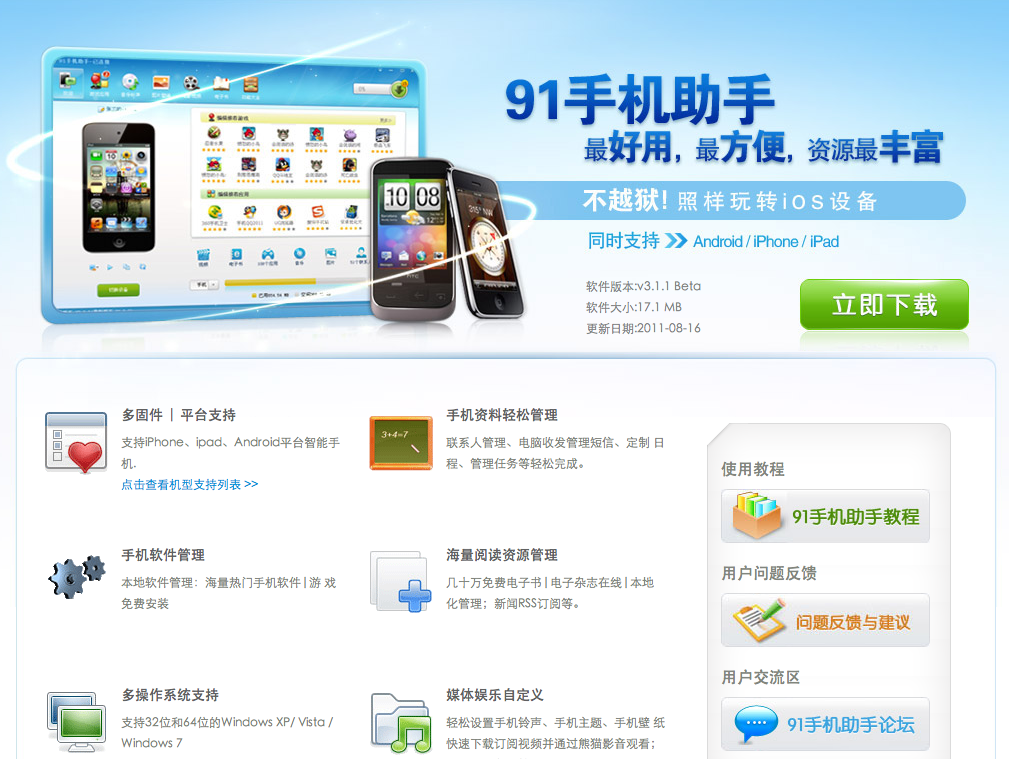 91手机助手
最好用，最方便，资源最丰富
不越狱! 照样玩转iOS设备
同时支持 Android / iPhone / iPad
软件版本:v3.1.1 Beta
软件大小:17.1 MB
更新日期:2011-08-16
立即下载
10 08
315° NW
多固件 | 平台支持
支持iPhone、ipad、Android平台智能手
机.
点击查看机型支持列表 >>
3+4=7
手机资料轻松管理
联系人管理、电脑收发管理短信、定制 日
程、管理任务等轻松完成。
手机软件管理
本地软件管理：海量热门手机软件 | 游 戏
免费安装
海量阅读资源管理
几十万免费电子书 | 电子杂志在线 | 本地
化管理；新闻RSS订阅等。
多操作系统支持
支持32位和64位的Windows XP/ Vista /
Windows 7
媒体娱乐自定义
轻松设置手机铃声、手机主题、手机壁 纸
快速下载订阅视频并通过熊猫影音观看；
使用教程
91手机助手教程
用户问题反馈
问题反馈与建议
用户交流区
91手机助手论坛